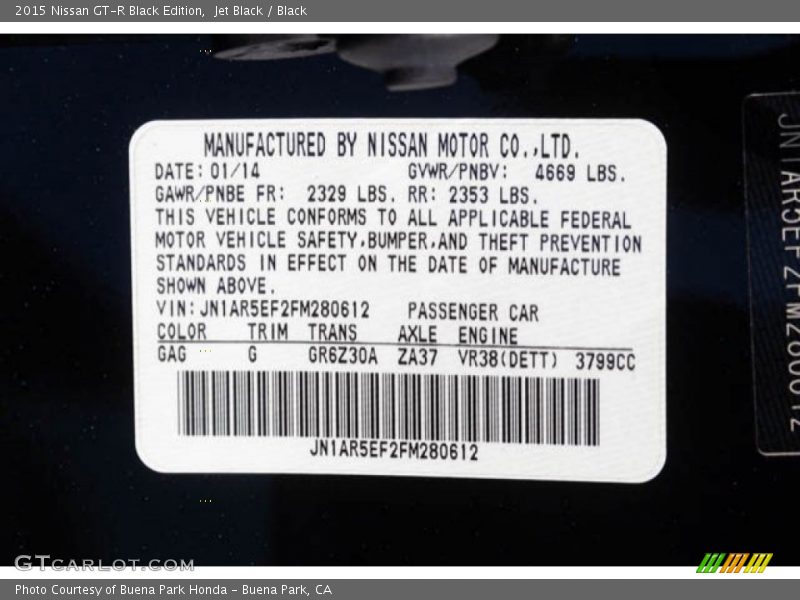 2015 Nissan GT-R Black Edition, Jet Black / Black
MANUFACTURED BY NISSAN MOTOR CO.,LTD.
DATE: 01/14 GVWR/PNBV: 4669 LBS.
GAWR/PNBE FR: 2329 LBS. RR: 2353 LBS.
THIS VEHICLE CONFORMS TO ALL APPLICABLE FEDERAL
MOTOR VEHICLE SAFETY,BUMPER,AND THEFT PREVENTION
STANDARDS IN EFFECT ON THE DATE OF MANUFACTURE
SHOWN ABOVE.
VIN: JN1AR5EF2FM280612 PASSENGER CAR
COLOR TRIM TRANS AXLE ENGINE
GAG G GR6Z30A ZA37 VR38(DETT) 3799CC
JN1AR5EF2FM280612
JN1AR5EF2FM280612
GTCARLOT.COM
Photo Courtesy of Buena Park Honda - Buena Park, CA